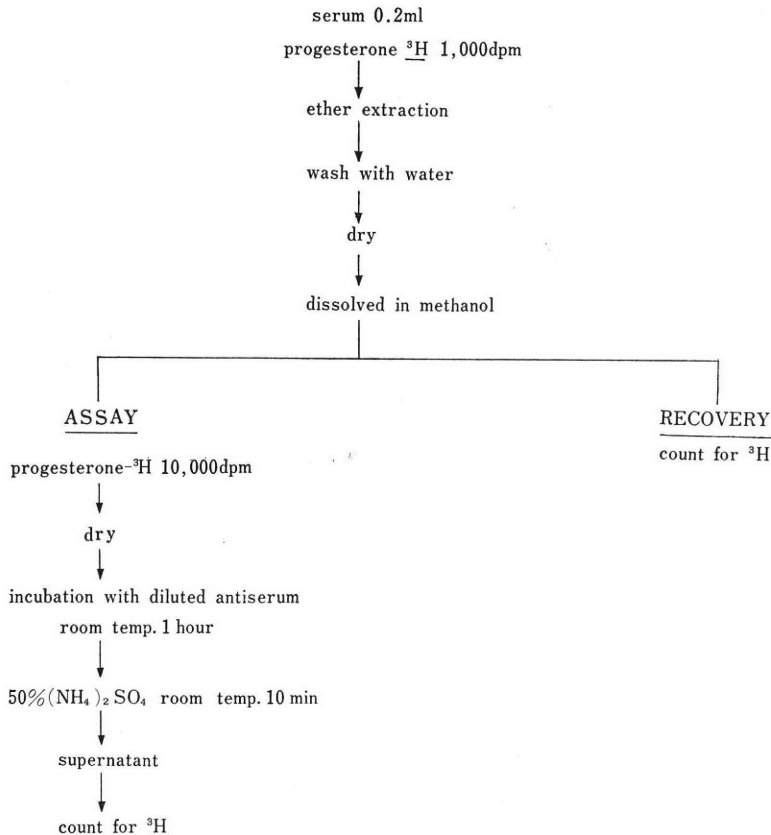 serum 0.2ml
progesterone ³H 1,000dpm
ether extraction
wash with water
dry
dissolved in methanol
ASSAY
progesterone-³H 10,000dpm
dry
incubation with diluted antiserum
room temp. 1 hour
50%(NH₄)₂SO₄ room temp. 10 min
supernatant
count for ³H
RECOVERY
count for ³H